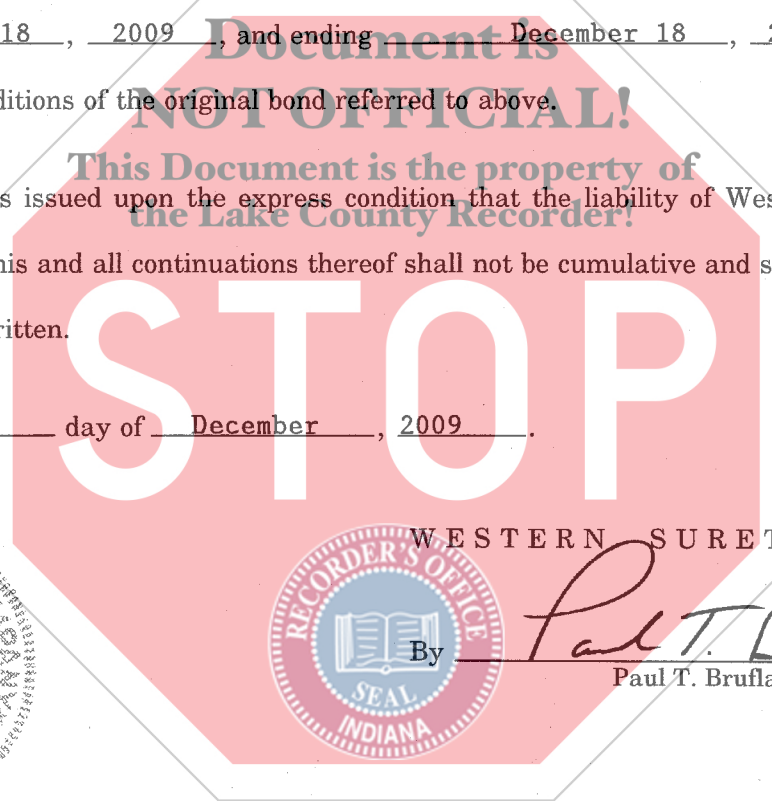 18 , 2009 , and ending December 18 ,
Document is
ditions of the original bond referred to above.
NOT OFFICIAL!
This Document is the property of
s issued upon the express condition that the liability of Wes
the Lake County Recorder!
his and all continuations thereof shall not be cumulative and s
ritten.
STOP
day of December , 2009 .
WESTERN SURET
RECORDER'S OFFICE
By Paul T.
Paul T. Brufla
SEAL
INDIANA